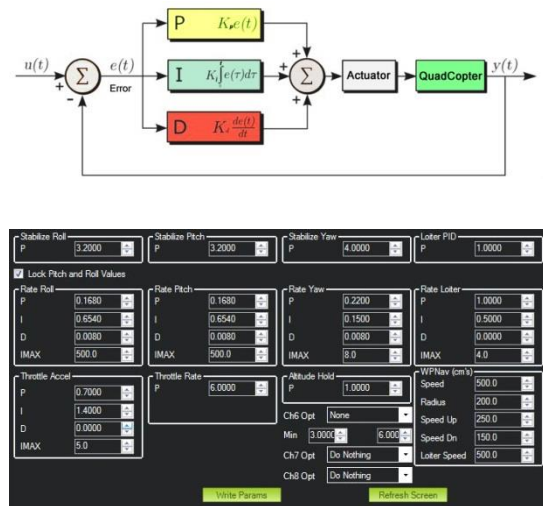 P K_P e(t)
u(t) + Σ e(t) I K_I∫e(τ)dτ + Σ Actuator QuadCopter y(t)
- Error +
D K_d de(t)/dt +
Stabilize Roll Stabilize Pitch Stabilize Yaw Loiter PID
P 3.2000 P 3.2000 P 4.0000 P 1.0000
Lock Pitch and Roll Values
Rate Roll Rate Pitch Rate Yaw Rate Loiter
P 0.1680 P 0.1680 P 0.2200 P 1.0000
I 0.6540 I 0.6540 I 0.1500 I 0.5000
D 0.0080 D 0.0080 D 0.0080 D 0.0000
IMAX 500.0 IMAX 500.0 IMAX 8.0 IMAX 4.0
Throttle Accel Throttle Rate Altitude Hold WPNav (cm's)
P 0.7000 P 6.0000 P 1.0000 Speed 500.0
I 1.4000 Ch6 Opt None Radius 200.0
D 0.0000 Min 3.0000 6.000 Speed Up 250.0
IMAX 5.0 Ch7 Opt Do Nothing Speed Dn 150.0
Ch8 Opt Do Nothing Loiter Speed 500.0
Write Params Refresh Screen